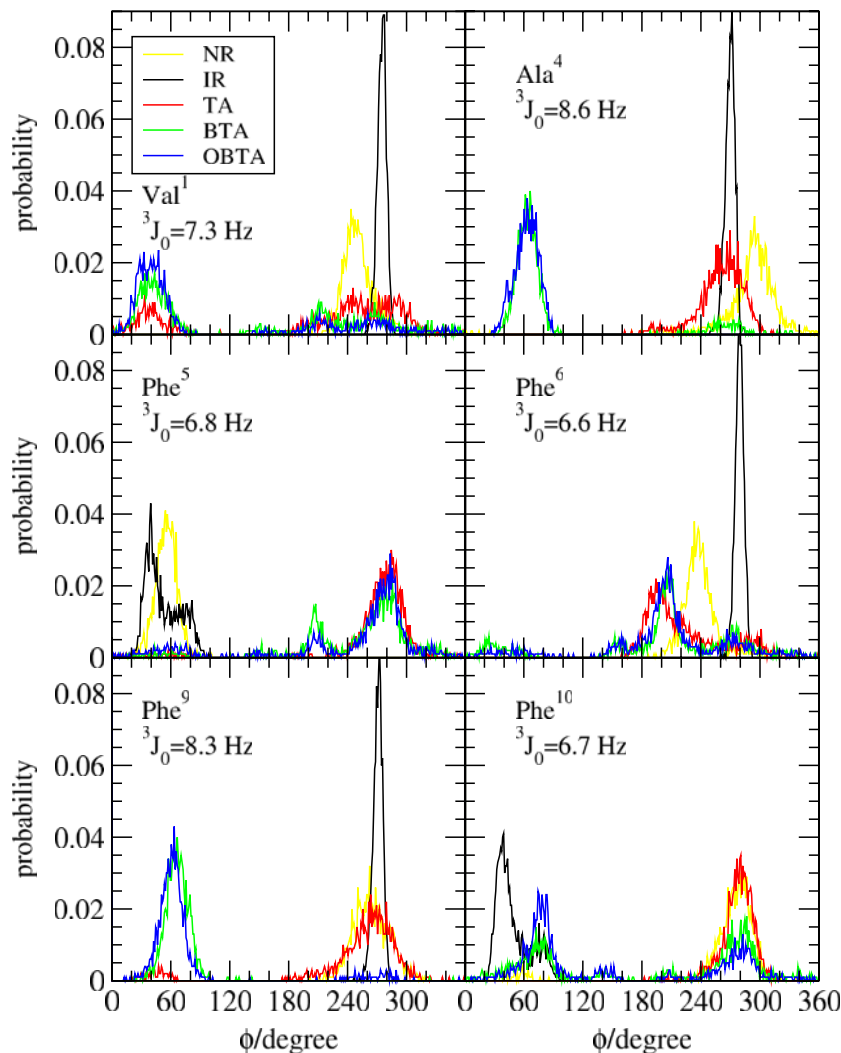 probability
0.08
0.06
0.04
0.02
0
NR
IR
TA
BTA
OBTA
Val¹
³J₀=7.3 Hz
Ala⁴
³J₀=8.6 Hz
probability
0.08
0.06
0.04
0.02
0
Phe⁵
³J₀=6.8 Hz
Phe⁶
³J₀=6.6 Hz
probability
0.08
0.06
0.04
0.02
0
Phe⁹
³J₀=8.3 Hz
Phe¹⁰
³J₀=6.7 Hz
0 60 120 180 240 300 60 120 180 240 300 360
ϕ/degree ϕ/degree